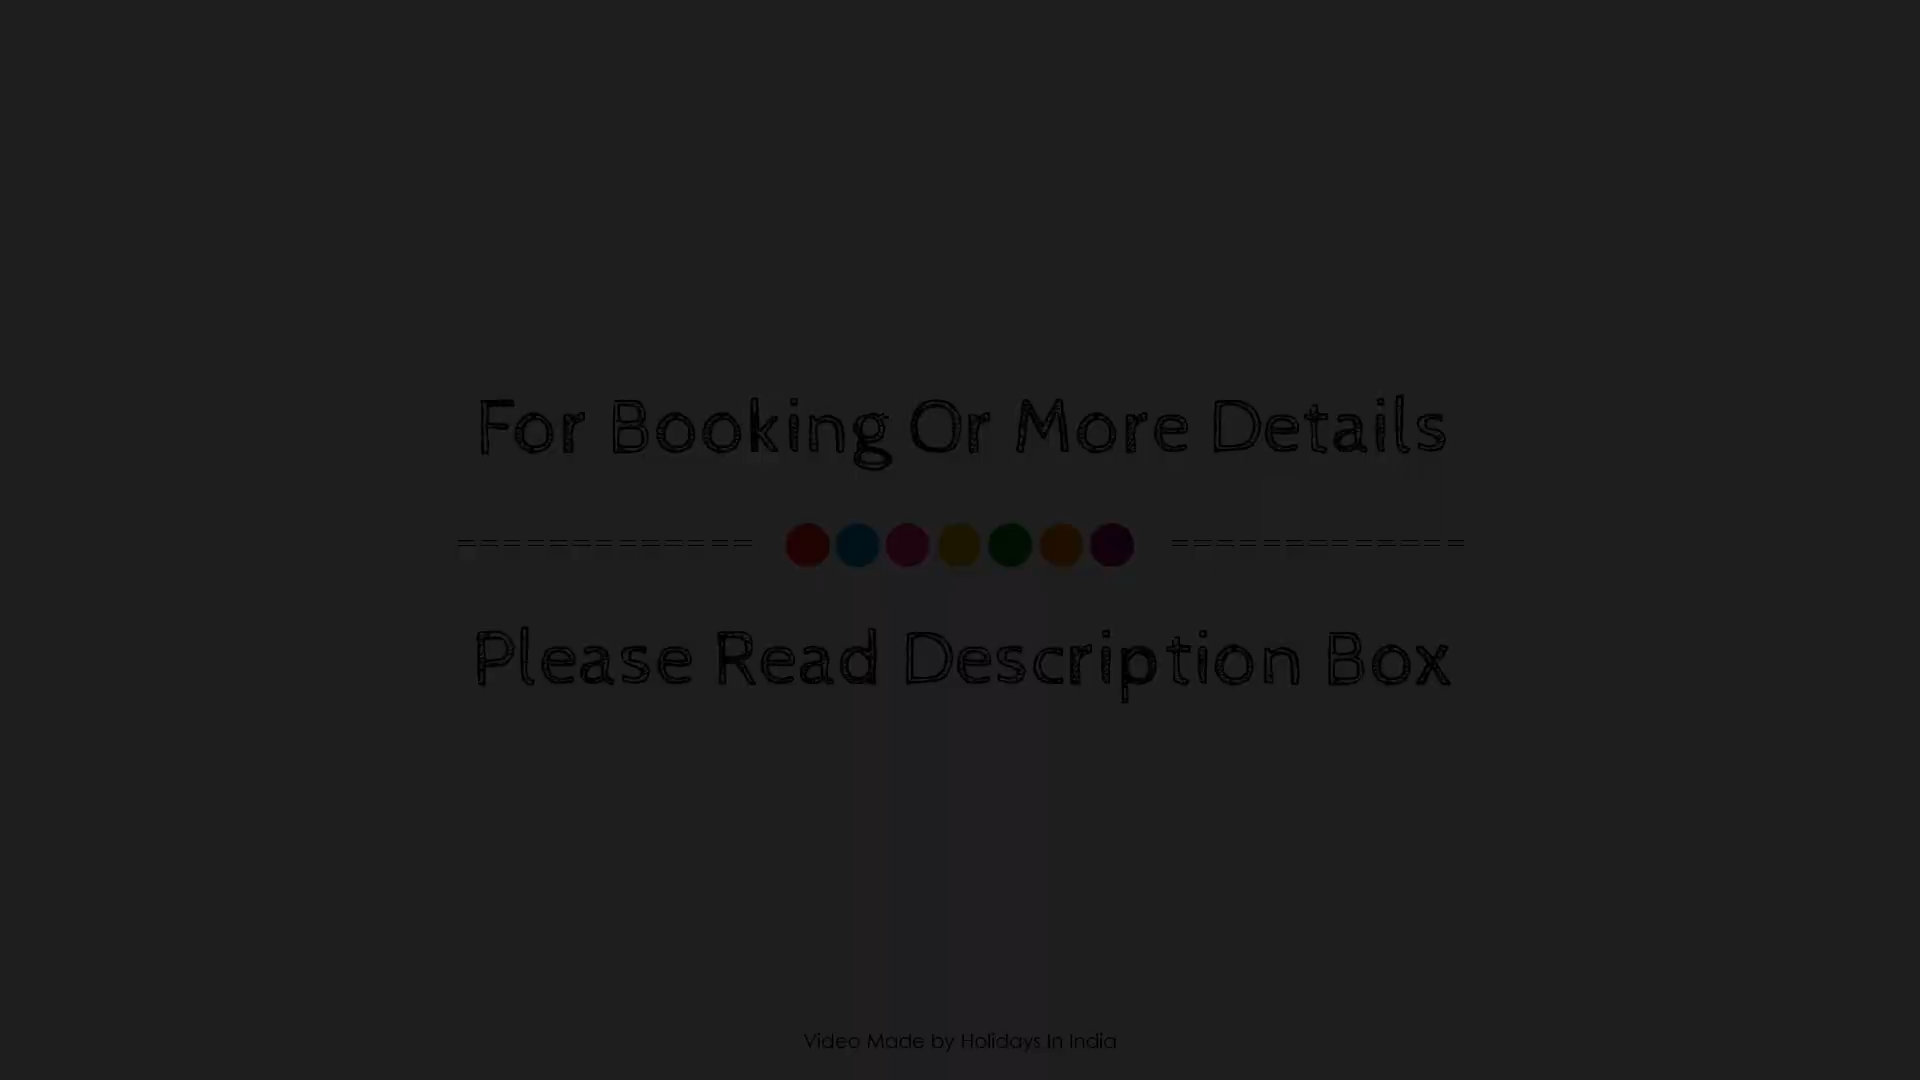 For Booking Or More Details
============= =============
Please Read Description Box
Video Made by Holidays In India